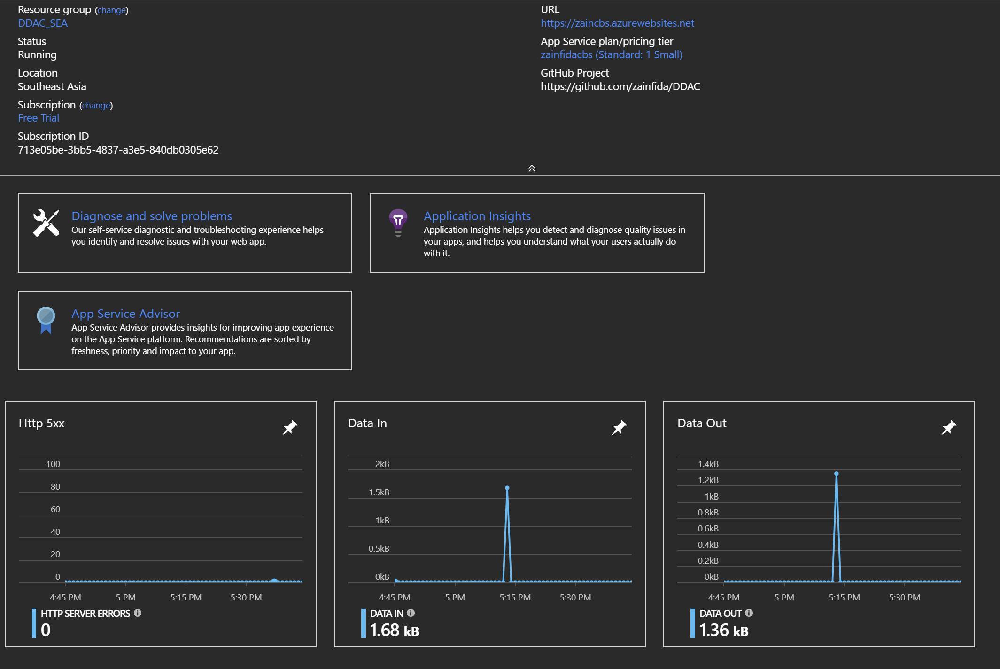 Resource group (change)
DDAC_SEA
Status
Running
Location
Southeast Asia
Subscription (change)
Free Trial
Subscription ID
713e05be-3bb5-4837-a3e5-840db0305e62
URL
https://zaincbs.azurewebsites.net
App Service plan/pricing tier
zainfidacbs (Standard: 1 Small)
GitHub Project
https://github.com/zainfida/DDAC
Diagnose and solve problems
Our self-service diagnostic and troubleshooting experience helps
you identify and resolve issues with your web app.
Application Insights
Application Insights helps you detect and diagnose quality issues in
your apps, and helps you understand what your users actually do
with it.
App Service Advisor
App Service Advisor provides insights for improving app experience
on the App Service platform. Recommendations are sorted by
freshness, priority and impact to your app.
Http 5xx
100
80
60
40
20
0
4:45 PM 5 PM 5:15 PM 5:30 PM
HTTP SERVER ERRORS
0
Data In
2kB
1.5kB
1kB
0.5kB
0kB
4:45 PM 5 PM 5:15 PM 5:30 PM
DATA IN
1.68 kB
Data Out
1.4kB
1.2kB
1kB
0.8kB
0.6kB
0.4kB
0.2kB
0kB
4:45 PM 5 PM 5:15 PM 5:30 PM
DATA OUT
1.36 kB